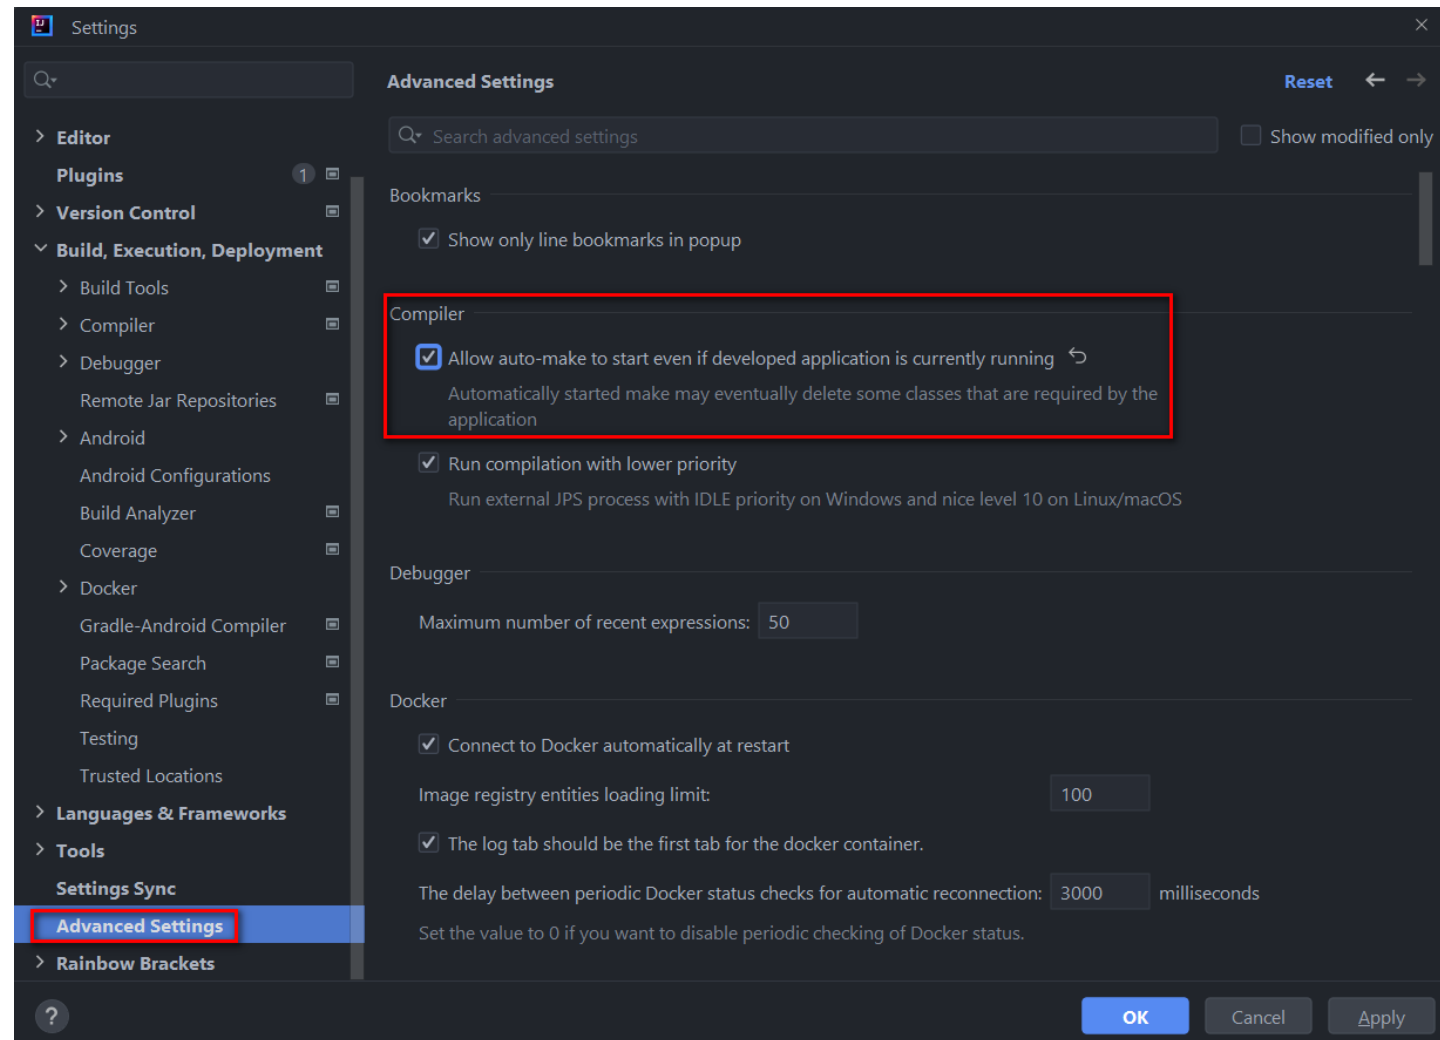 Settings
Editor
Plugins 1
Version Control
Build, Execution, Deployment
Build Tools
Compiler
Debugger
Remote Jar Repositories
Android
Android Configurations
Build Analyzer
Coverage
Docker
Gradle-Android Compiler
Package Search
Required Plugins
Testing
Trusted Locations
Languages & Frameworks
Tools
Settings Sync
Advanced Settings
Rainbow Brackets
Advanced Settings Reset
Search advanced settings Show modified only
Bookmarks
Show only line bookmarks in popup
Compiler
Allow auto-make to start even if developed application is currently running
Automatically started make may eventually delete some classes that are required by the
application
Run compilation with lower priority
Run external JPS process with IDLE priority on Windows and nice level 10 on Linux/macOS
Debugger
Maximum number of recent expressions: 50
Docker
Connect to Docker automatically at restart
Image registry entities loading limit: 100
The log tab should be the first tab for the docker container.
The delay between periodic Docker status checks for automatic reconnection: 3000 milliseconds
Set the value to 0 if you want to disable periodic checking of Docker status.
? OK Cancel Apply